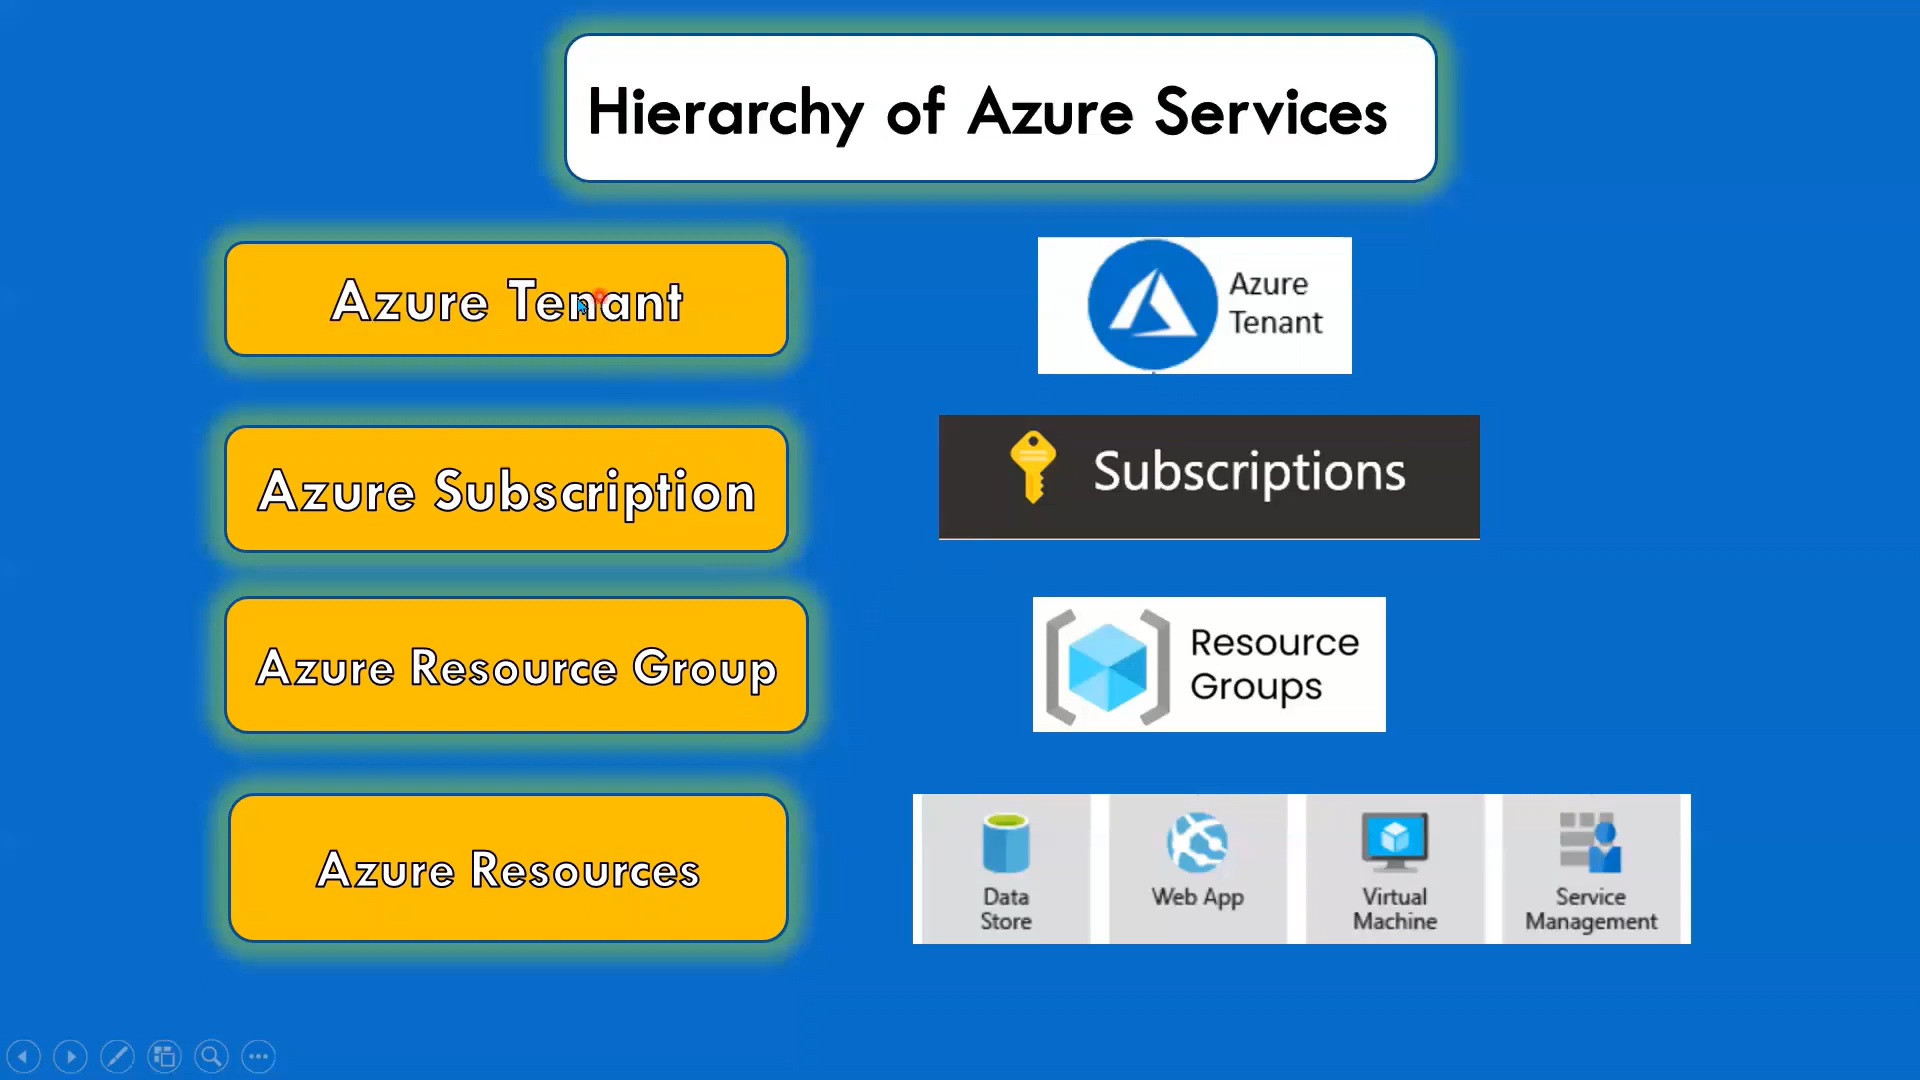 Hierarchy of Azure Services
Azure Tenant
Azure
Tenant
Azure Subscription
Subscriptions
Azure Resource Group
Resource
Groups
Azure Resources
Data
Store
Web App
Virtual
Machine
Service
Management